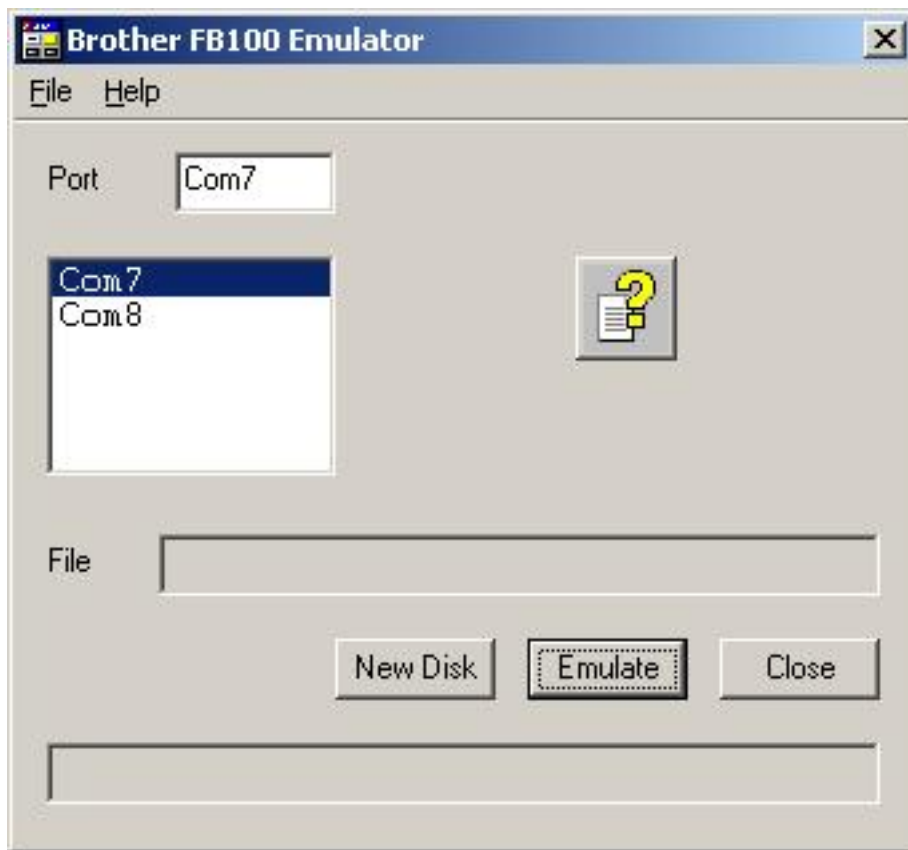 Brother FB100 Emulator
File Help
Port Com7
Com7
Com8
File
New Disk Emulate Close